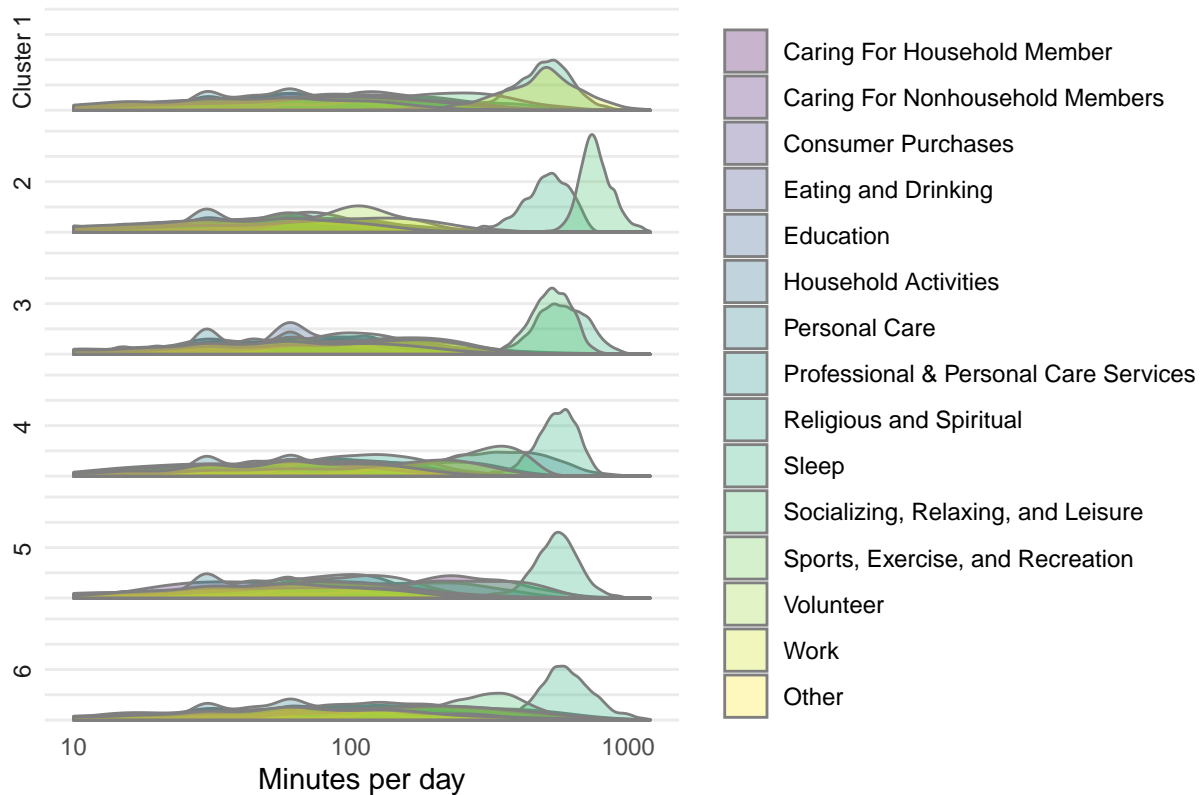 Cluster 1
2
3
4
5
6
10
100
1000
Minutes per day
Caring For Household Member
Caring For Nonhousehold Members
Consumer Purchases
Eating and Drinking
Education
Household Activities
Personal Care
Professional & Personal Care Services
Religious and Spiritual
Sleep
Socializing, Relaxing, and Leisure
Sports, Exercise, and Recreation
Volunteer
Work
Other